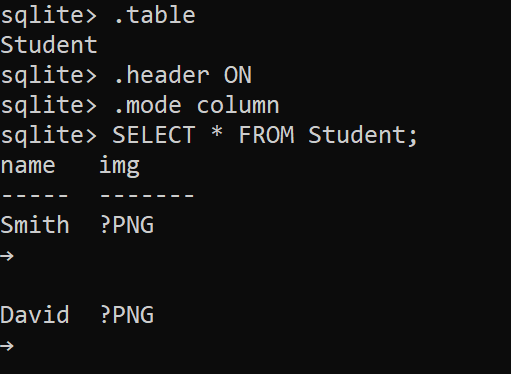 sqlite> .table
Student
sqlite> .header ON
sqlite> .mode column
sqlite> SELECT * FROM Student;
name   img
-----  -------
Smith  ?PNG
→
David  ?PNG
→